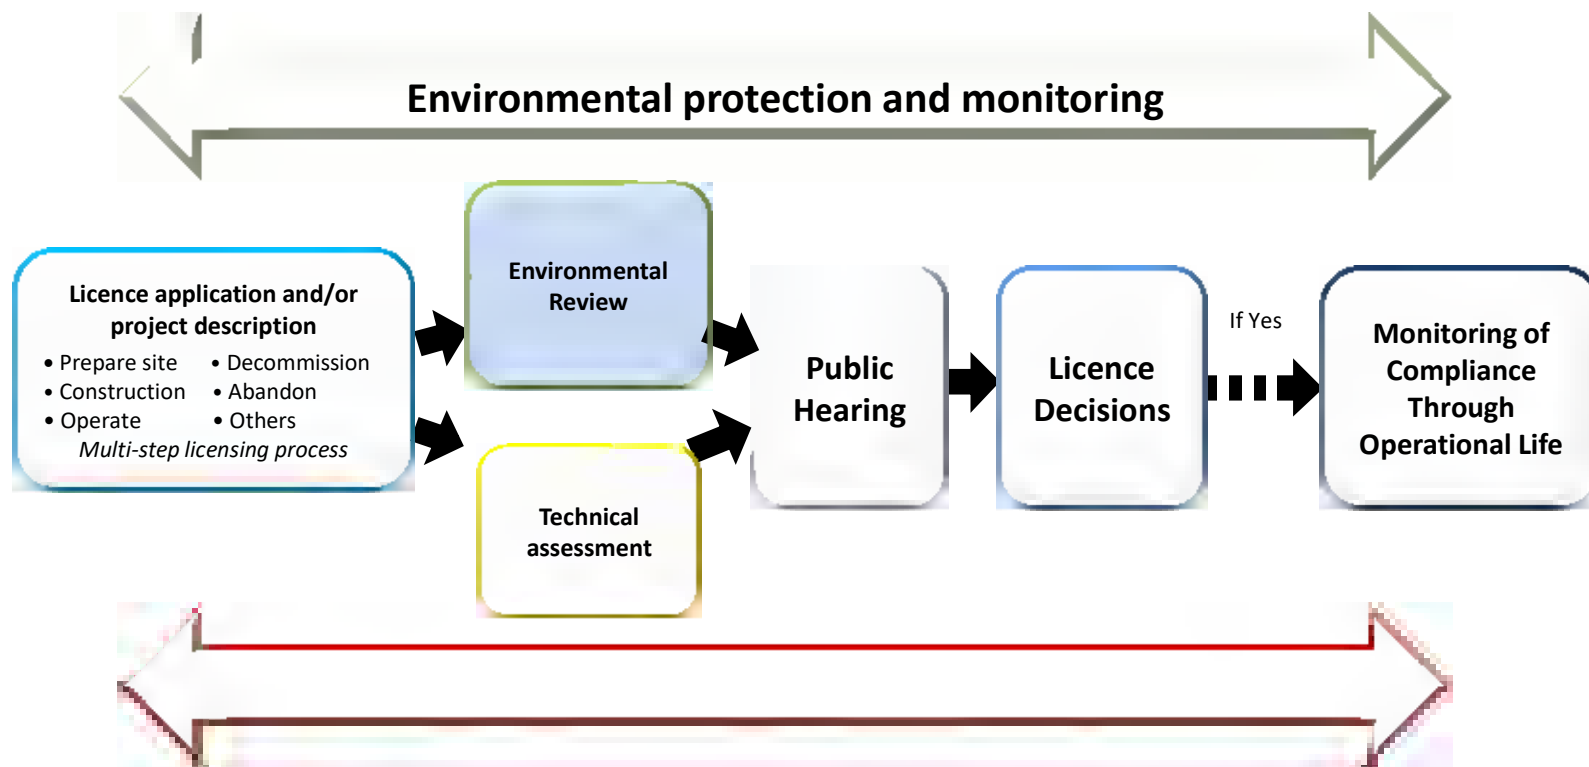 Environmental protection and monitoring
Licence application and/or
project description
• Prepare site
• Construction
• Operate
• Decommission
• Abandon
• Others
Multi-step licensing process
Environmental
Review
Technical
assessment
Public
Hearing
Licence
Decisions
If Yes
Monitoring of
Compliance
Through
Operational Life